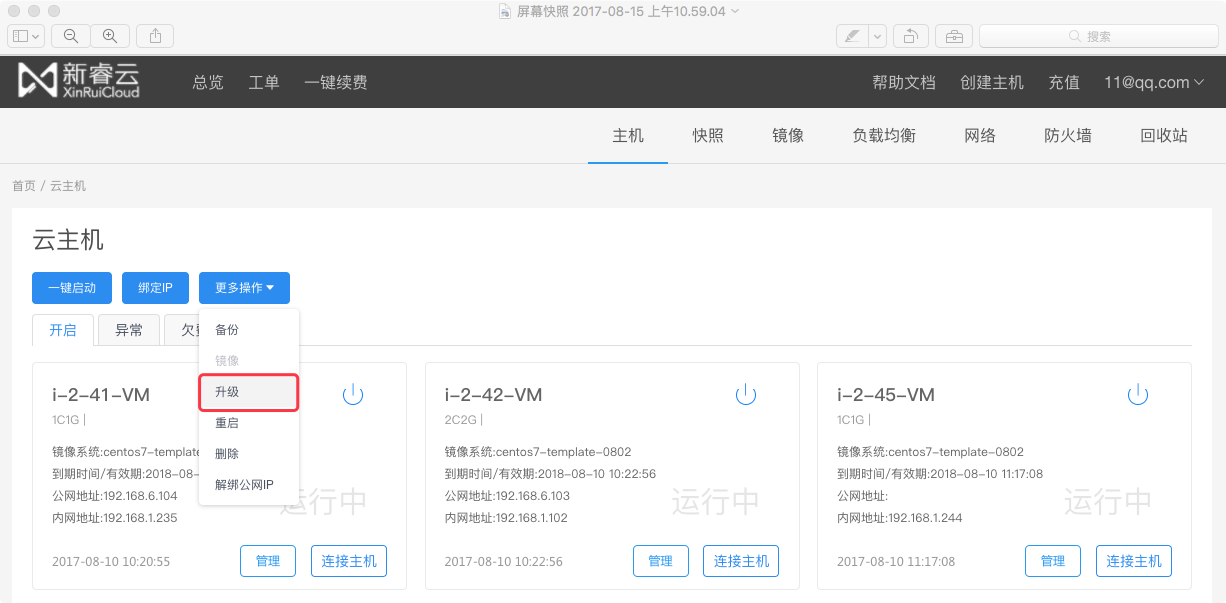 屏幕快照 2017-08-15 上午10.59.04
搜索
新睿云
XinRuiCloud
总览 工单 一键续费 帮助文档 创建主机 充值 11@qq.com
主机 快照 镜像 负载均衡 网络 防火墙 回收站
首页 / 云主机
云主机
一键启动 绑定IP 更多操作
开启 异常 欠
备份
镜像
升级
重启
删除
解绑公网IP
i-2-41-VM
1C1G |
镜像系统:centos7-template
到期时间/有效期:2018-08-
公网地址:192.168.6.104
内网地址:192.168.1.235
运行中
2017-08-10 10:20:55 管理 连接主机
i-2-42-VM
2C2G |
镜像系统:centos7-template-0802
到期时间/有效期:2018-08-10 10:22:56
公网地址:192.168.6.103
内网地址:192.168.1.102
运行中
2017-08-10 10:22:56 管理 连接主机
i-2-45-VM
1C1G |
镜像系统:centos7-template-0802
到期时间/有效期:2018-08-10 11:17:08
公网地址:
内网地址:192.168.1.244
运行中
2017-08-10 11:17:08 管理 连接主机